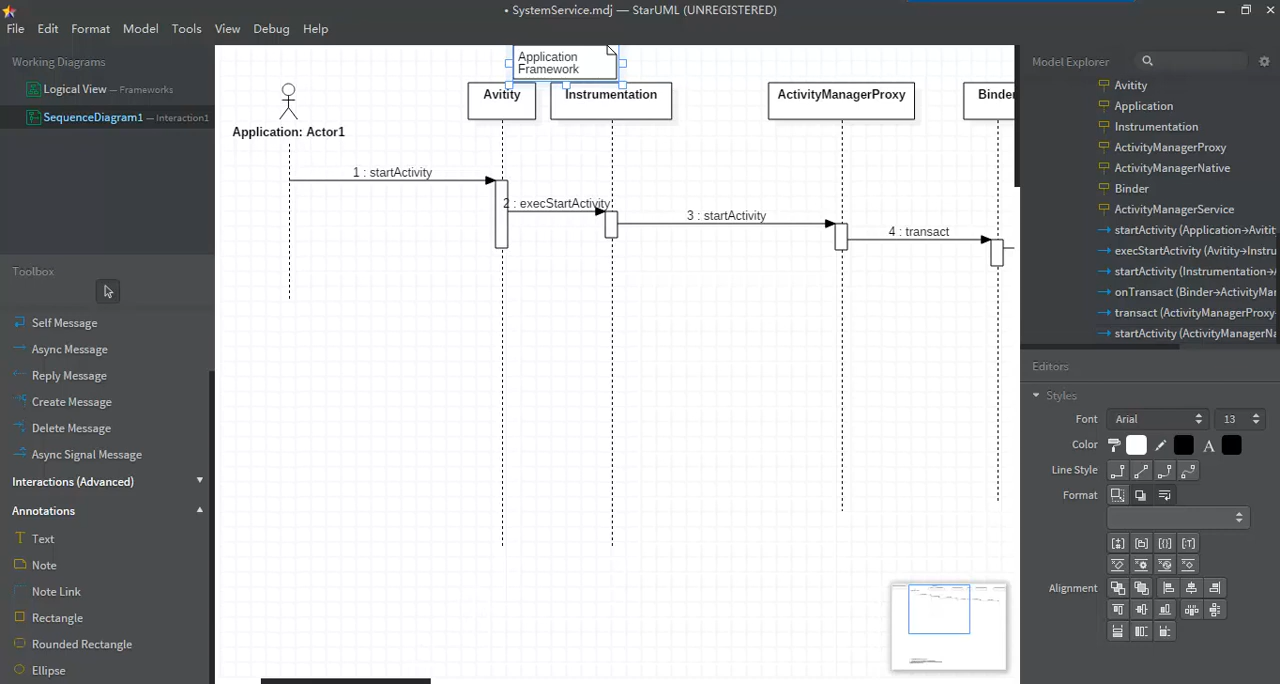 • SystemService.mdj — StarUML (UNREGISTERED)
File Edit Format Model Tools View Debug Help
Working Diagrams
Logical View — Frameworks
SequenceDiagram1 — Interaction1
Toolbox
Self Message
Async Message
Reply Message
Create Message
Delete Message
Async Signal Message
Interactions (Advanced)
Annotations
Text
Note
Note Link
Rectangle
Rounded Rectangle
Ellipse
Application
Framework
Application: Actor1
Avitity
Instrumentation
ActivityManagerProxy
Binder
1 : startActivity
2 : execStartActivity
3 : startActivity
4 : transact
Model Explorer
Avitity
Application
Instrumentation
ActivityManagerProxy
ActivityManagerNative
Binder
ActivityManagerService
startActivity (Application→Avitit
execStartActivity (Avitity→Instru
startActivity (Instrumentation→A
onTransact (Binder→ActivityMa
transact (ActivityManagerProxy
startActivity (ActivityManagerNa
Editors
Styles
Font Arial 13
Color A
Line Style
Format
Alignment